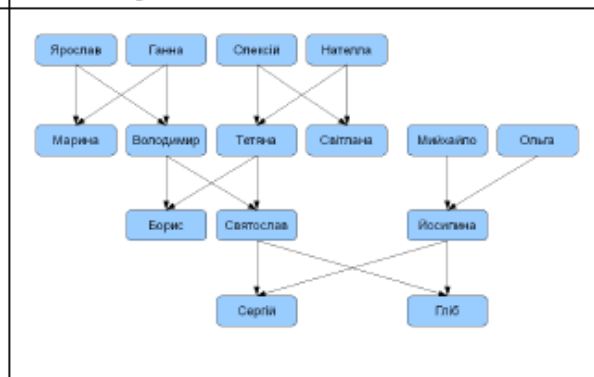 Ярослав Ганна Олексій Нателла
Марина Володимир Тетяна Світлана Михайло Ольга
Борис Святослав Йосипина
Сергій Гліб